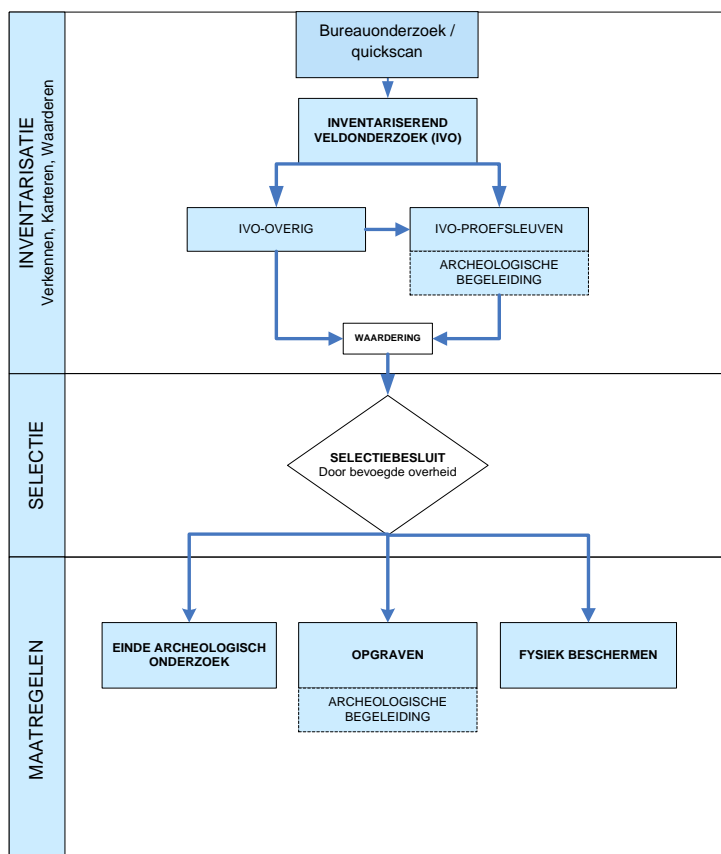 INVENTARISATIE
Verkennen, Karteren, Waarderen
Bureauonderzoek /
quickscan
INVENTARISEREND
VELDONDERZOEK (IVO)
IVO-OVERIG
IVO-PROEFSLEUVEN
ARCHEOLOGISCHE
BEGELEIDING
WAARDERING
SELECTIE
SELECTIEBESLUIT
Door bevoegde overheid
MAATREGELEN
EINDE ARCHEOLOGISCH
ONDERZOEK
OPGRAVEN
ARCHEOLOGISCHE
BEGELEIDING
FYSIEK BESCHERMEN